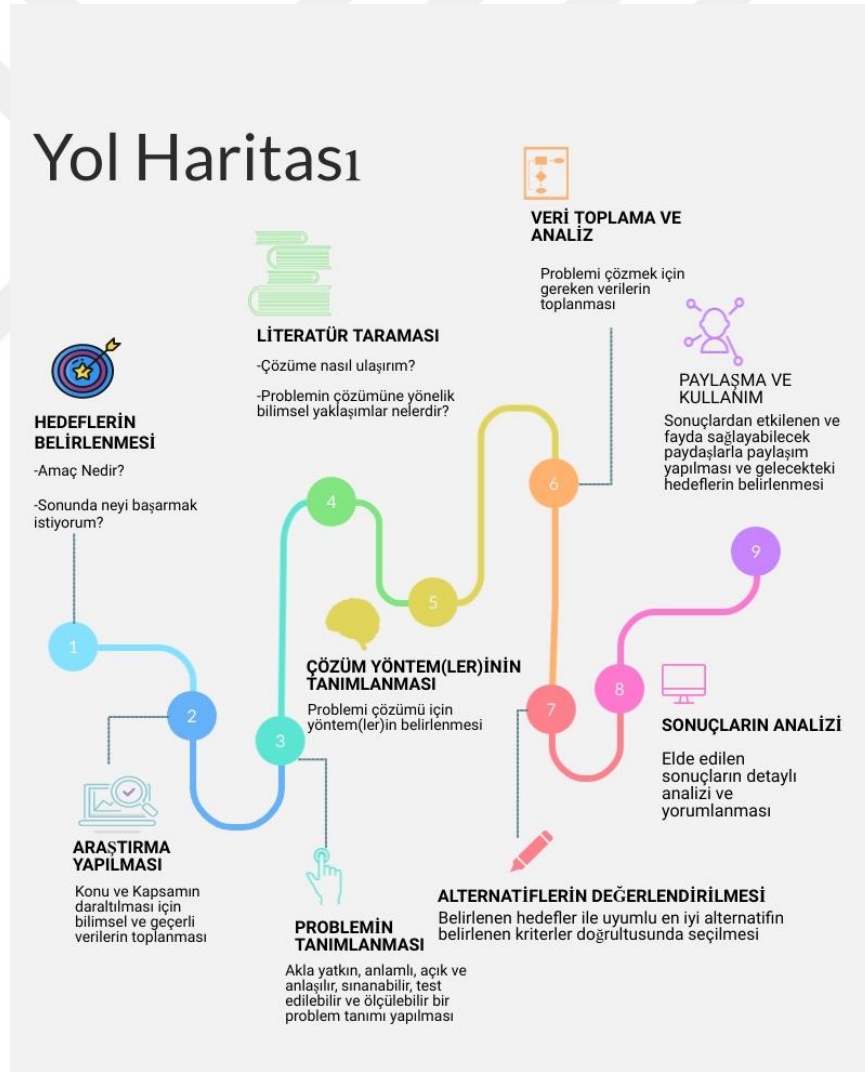 Yol Haritası
1
HEDEFLERİN
BELİRLENMESİ
-Amaç Nedir?
-Sonunda neyi başarmak
istiyorum?
2
ARAŞTIRMA
YAPILMASI
Konu ve Kapsamın
daraltılması için
bilimsel ve geçerli
verilerin toplanması
3
PROBLEMİN
TANIMLANMASI
Akla yatkın, anlamlı, açık ve
anlaşılır, sınanabilir, test
edilebilir ve ölçülebilir bir
problem tanımı yapılması
4
LİTERATÜR TARAMASI
-Çözüme nasıl ulaşırım?
-Problemin çözümüne yönelik
bilimsel yaklaşımlar nelerdir?
5
ÇÖZÜM YÖNTEM(LER)İNİN
TANIMLANMASI
Problemi çözümü için
yöntem(ler)in belirlenmesi
6
VERİ TOPLAMA VE
ANALİZ
Problemi çözmek için
gereken verilerin
toplanması
7
ALTERNATİFLERİN DEĞERLENDİRİLMESİ
Belirlenen hedefler ile uyumlu en iyi alternatifin
belirlenen kriterler doğrultusunda seçilmesi
8
SONUÇLARIN ANALİZİ
Elde edilen
sonuçların detaylı
analizi ve
yorumlanması
9
PAYLAŞMA VE
KULLANIM
Sonuçlardan etkilenen ve
fayda sağlayabilecek
paydaşlarla paylaşım
yapılması ve gelecekteki
hedeflerin belirlenmesi